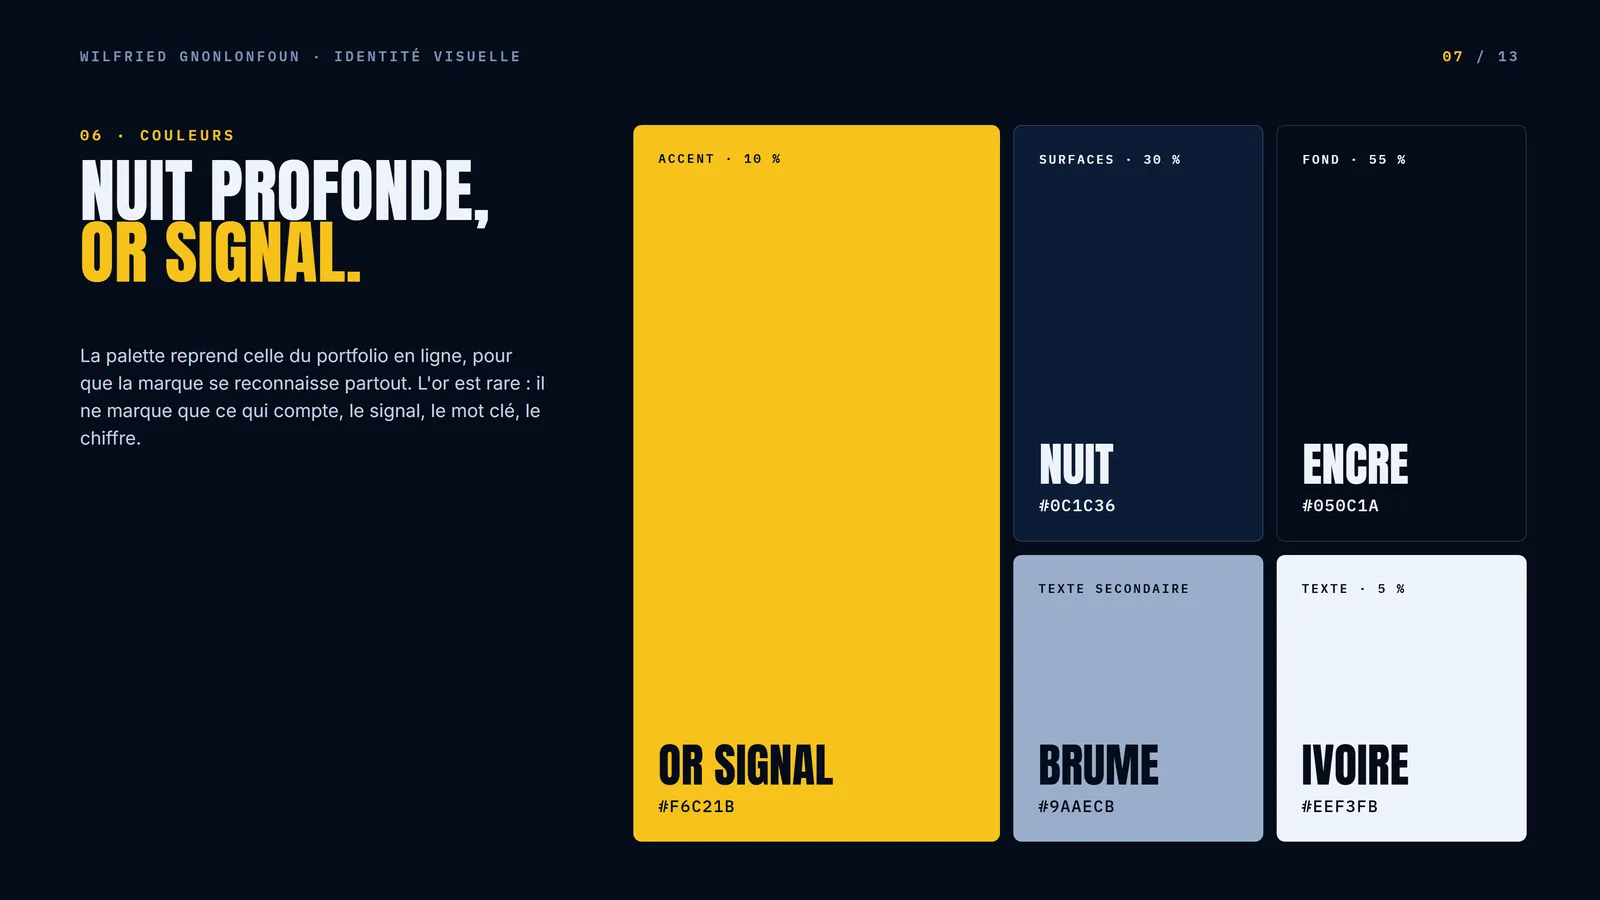 WILFRIED GNONLONFOUN · IDENTITÉ VISUELLE
07 / 13
06 · COULEURS
NUIT PROFONDE,
OR SIGNAL.
La palette reprend celle du portfolio en ligne, pour
que la marque se reconnaisse partout. L'or est rare : il
ne marque que ce qui compte, le signal, le mot clé, le
chiffre.
ACCENT · 10 %
OR SIGNAL
#F6C21B
SURFACES · 30 %
NUIT
#0C1C36
FOND · 55 %
ENCRE
#050C1A
TEXTE SECONDAIRE
BRUME
#9AAECB
TEXTE · 5 %
IVOIRE
#EEF3FB